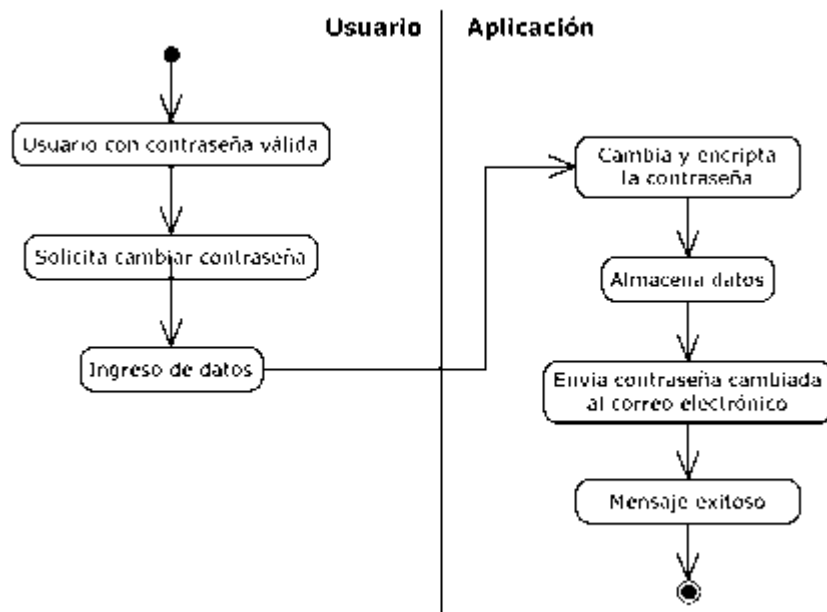 Usuario
Aplicación
Usuario con contraseña válida
Solicita cambiar contraseña
Ingreso de datos
Cambia y encripta
la contraseña
Almacena datos
Envia contraseña cambiada
al correo electrónico
Mensaje exitoso